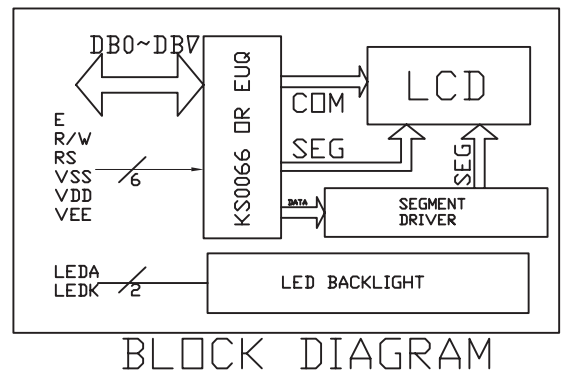 DB0~DB7
E
R/W
RS
VSS
VDD
VEE
6
KS0066 OR EUQ
COM
SEG
DATA
LCD
SEG
SEGMENT
DRIVER
LEDA
LEDK
2
LED BACKLIGHT
BLOCK DIAGRAM